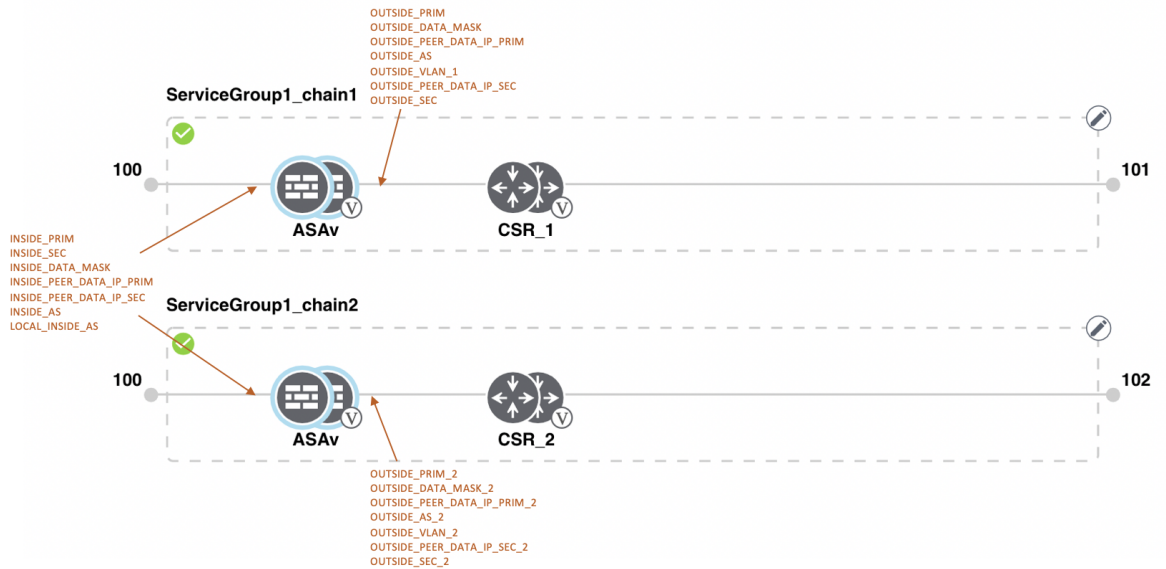 OUTSIDE_PRIM
OUTSIDE_DATA_MASK
OUTSIDE_PEER_DATA_IP_PRIM
OUTSIDE_AS
OUTSIDE_VLAN_1
OUTSIDE_PEER_DATA_IP_SEC
OUTSIDE_SEC
ServiceGroup1_chain1
100
101
V
V
ASAv
CSR_1
INSIDE_PRIM
INSIDE_SEC
INSIDE_DATA_MASK
INSIDE_PEER_DATA_IP_PRIM
INSIDE_PEER_DATA_IP_SEC
INSIDE_AS
LOCAL_INSIDE_AS
ServiceGroup1_chain2
100
102
V
V
ASAv
CSR_2
OUTSIDE_PRIM_2
OUTSIDE_DATA_MASK_2
OUTSIDE_PEER_DATA_IP_PRIM_2
OUTSIDE_AS_2
OUTSIDE_VLAN_2
OUTSIDE_PEER_DATA_IP_SEC_2
OUTSIDE_SEC_2